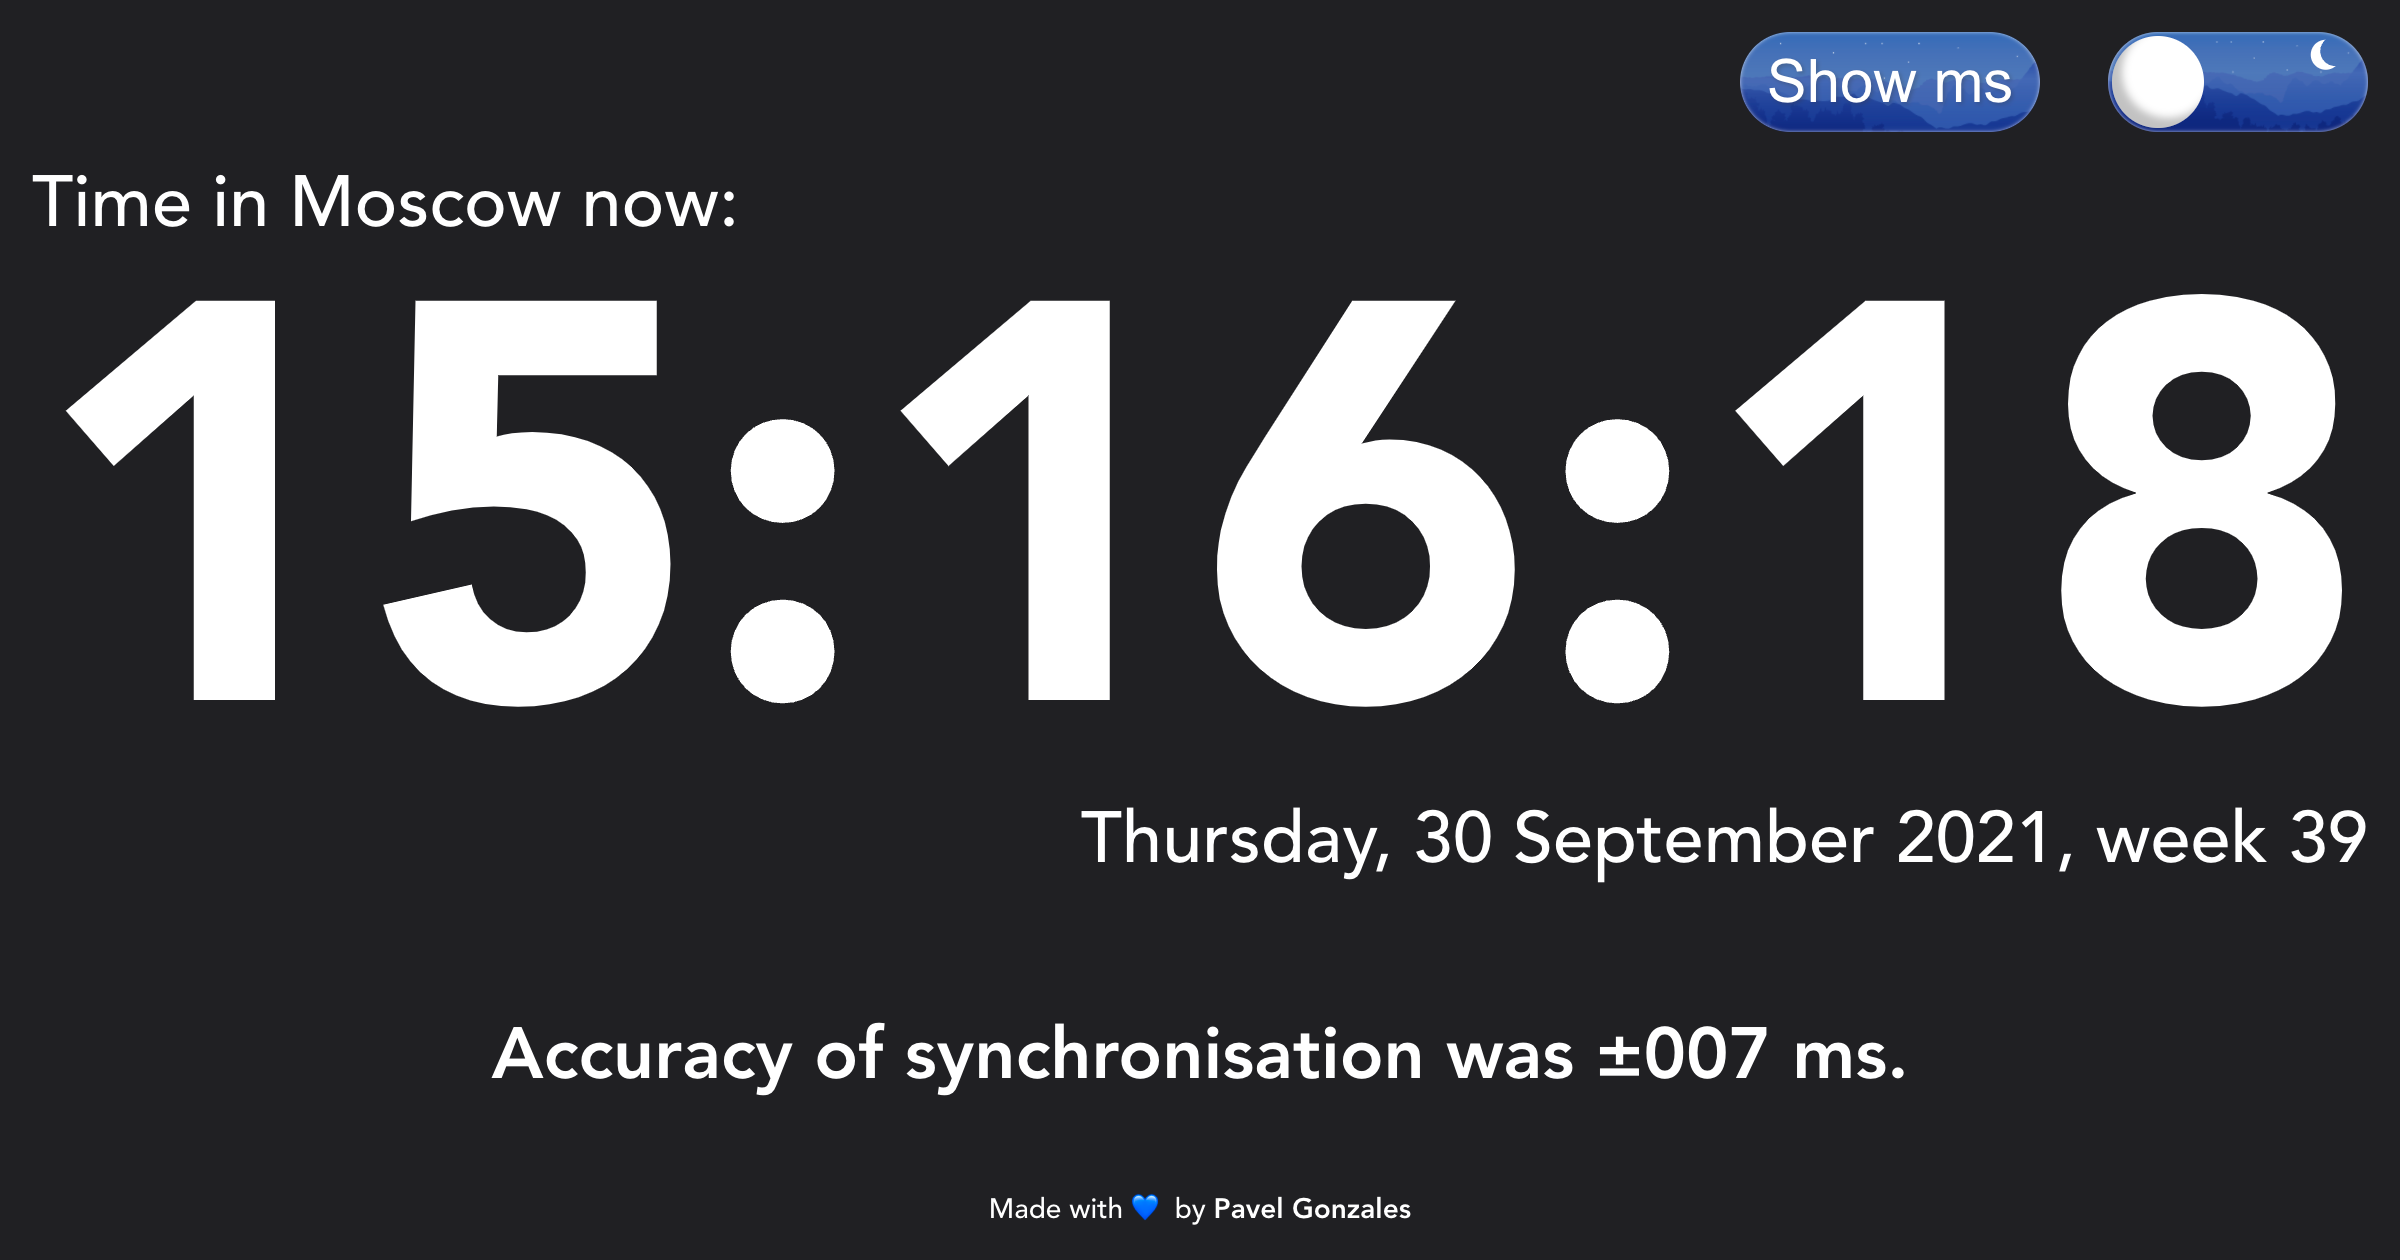 Show ms
Time in Moscow now:
15:16:18
Thursday, 30 September 2021, week 39
Accuracy of synchronisation was ±007 ms.
Made with 💙 by Pavel Gonzales